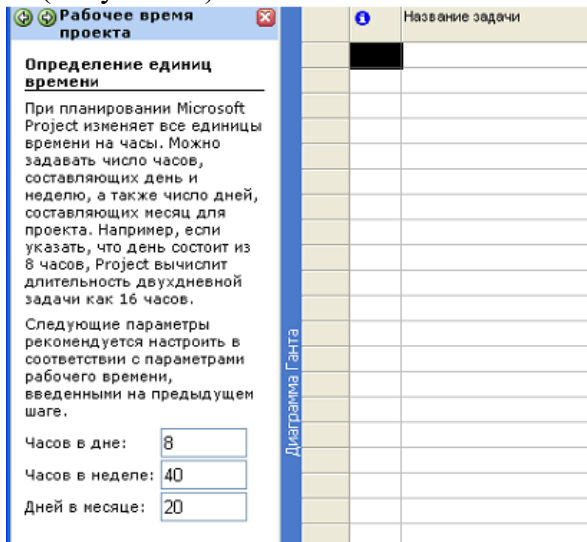 Рабочее время
проекта
Определение единиц
времени
При планировании Microsoft
Project изменяет все единицы
времени на часы. Можно
задавать число часов,
составляющих день и
неделю, а также число дней,
составляющих месяц для
проекта. Например, если
указать, что день состоит из
8 часов, Project вычислит
длительность двухдневной
задачи как 16 часов.
Следующие параметры
рекомендуется настроить в
соответствии с параметрами
рабочего времени,
введенными на предыдущем
шаге.
Часов в дне: 8
Часов в неделе: 40
Дней в месяце: 20
Диаграмма Ганта
Название задачи